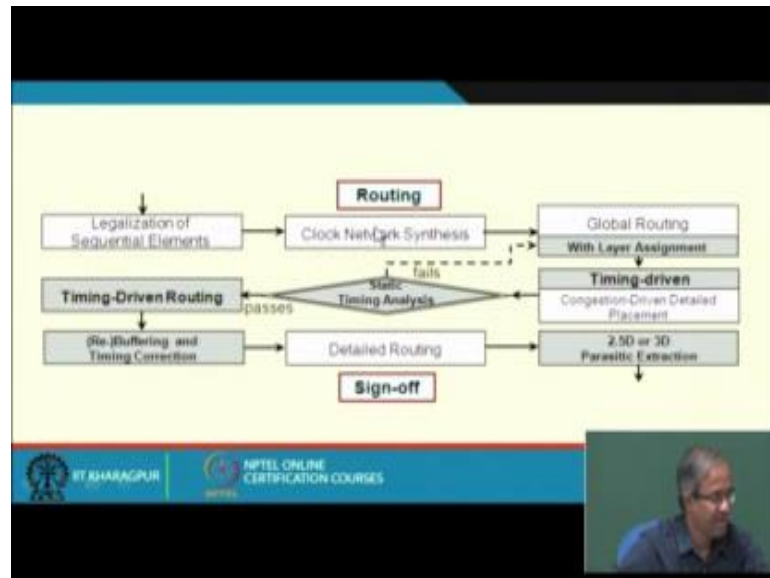 Routing
Legalization of
Sequential Elements
Clock Network Synthesis
Global Routing
With Layer Assignment
fails
Timing-Driven Routing
passes
Static
Timing Analysis
Timing-driven
Congestion-Driven Detailed
Placement
(Re-)Buffering and
Timing Correction
Detailed Routing
2.5D or 3D
Parasitic Extraction
Sign-off
IIT KHARAGPUR
NPTEL ONLINE
CERTIFICATION COURSES
NPTEL